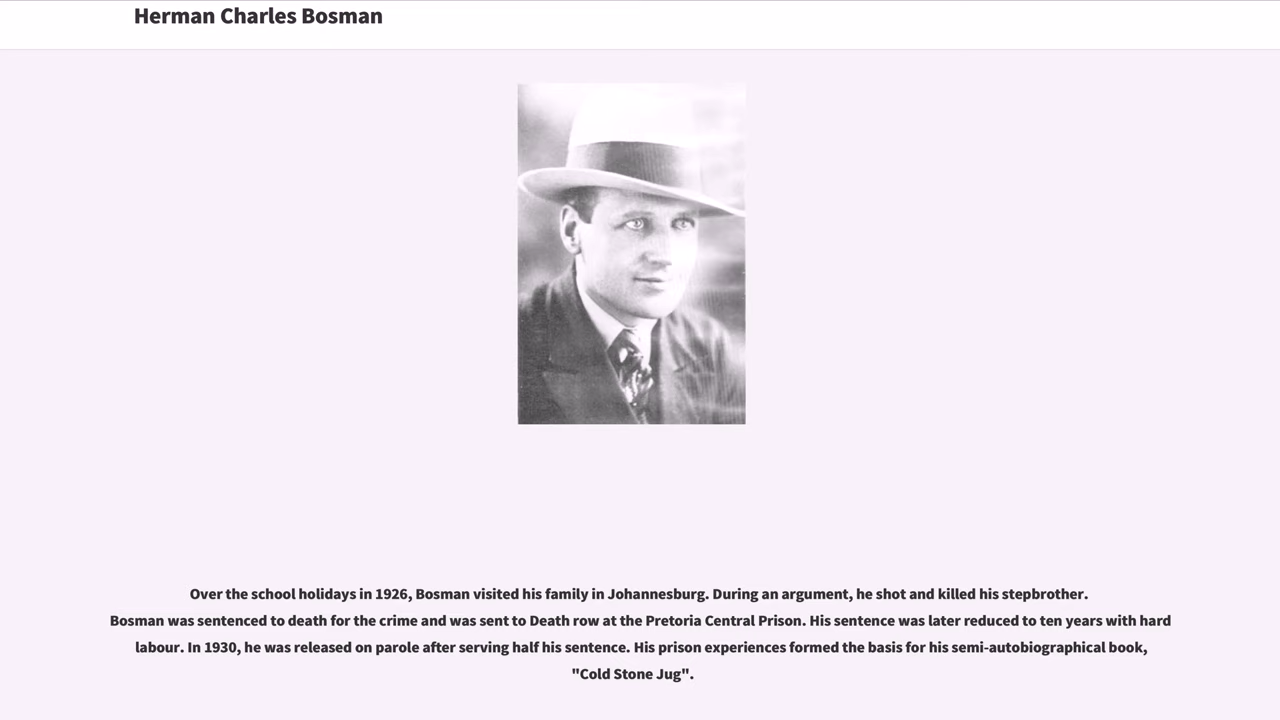 Herman Charles Bosman
Over the school holidays in 1926, Bosman visited his family in Johannesburg. During an argument, he shot and killed his stepbrother.
Bosman was sentenced to death for the crime and was sent to Death row at the Pretoria Central Prison. His sentence was later reduced to ten years with hard
labour. In 1930, he was released on parole after serving half his sentence. His prison experiences formed the basis for his semi-autobiographical book,
"Cold Stone Jug".